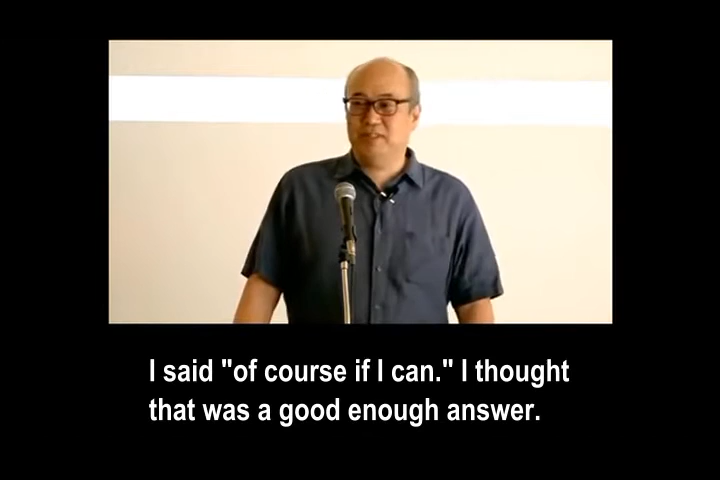 I said "of course if I can." I thought
that was a good enough answer.